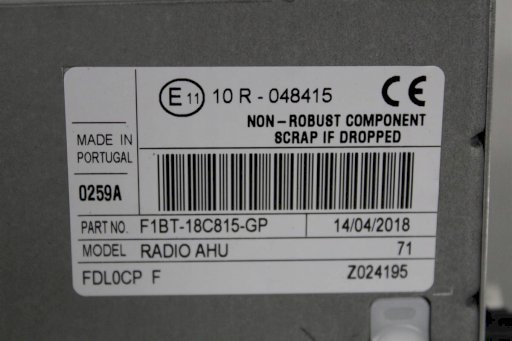 E 11 10 R - 048415 CE
NON-ROBUST COMPONENT
SCRAP IF DROPPED
MADE IN
PORTUGAL
0259A
PART NO. F1BT-18C815-GP 14/04/2018
MODEL RADIO AHU 71
FDL0CP F Z024195